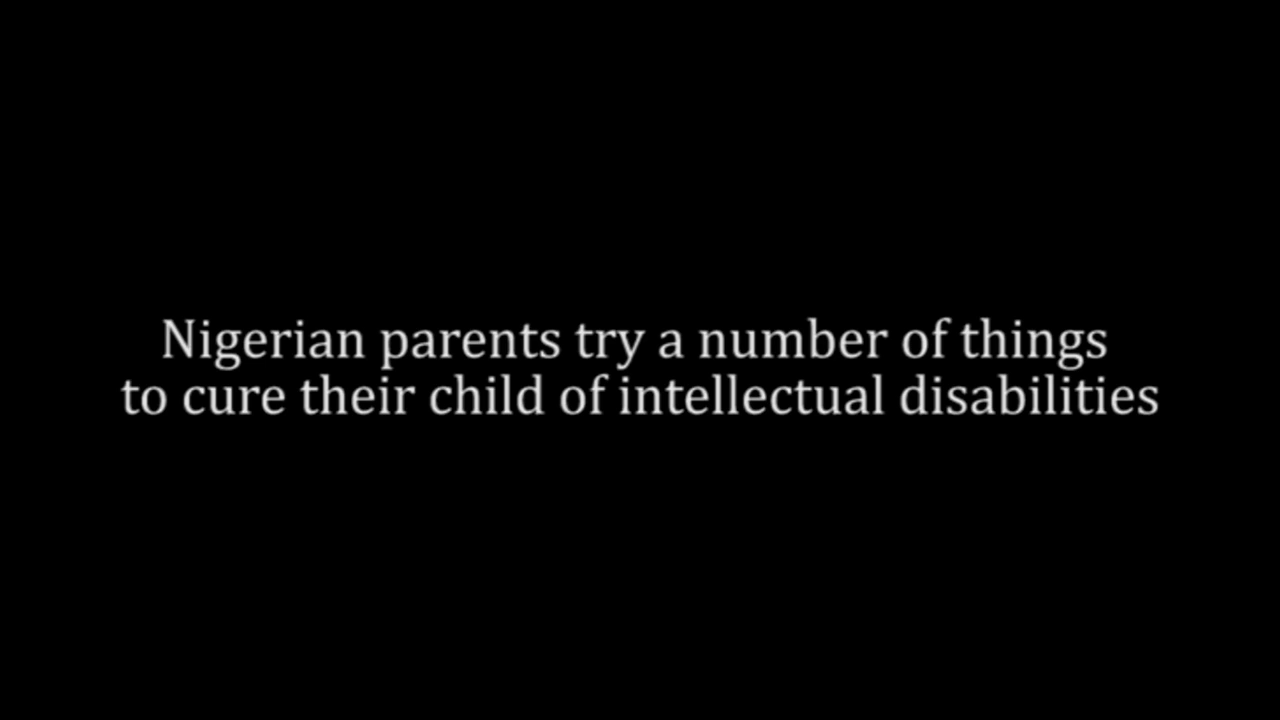 Nigerian parents try a number of things
to cure their child of intellectual disabilities